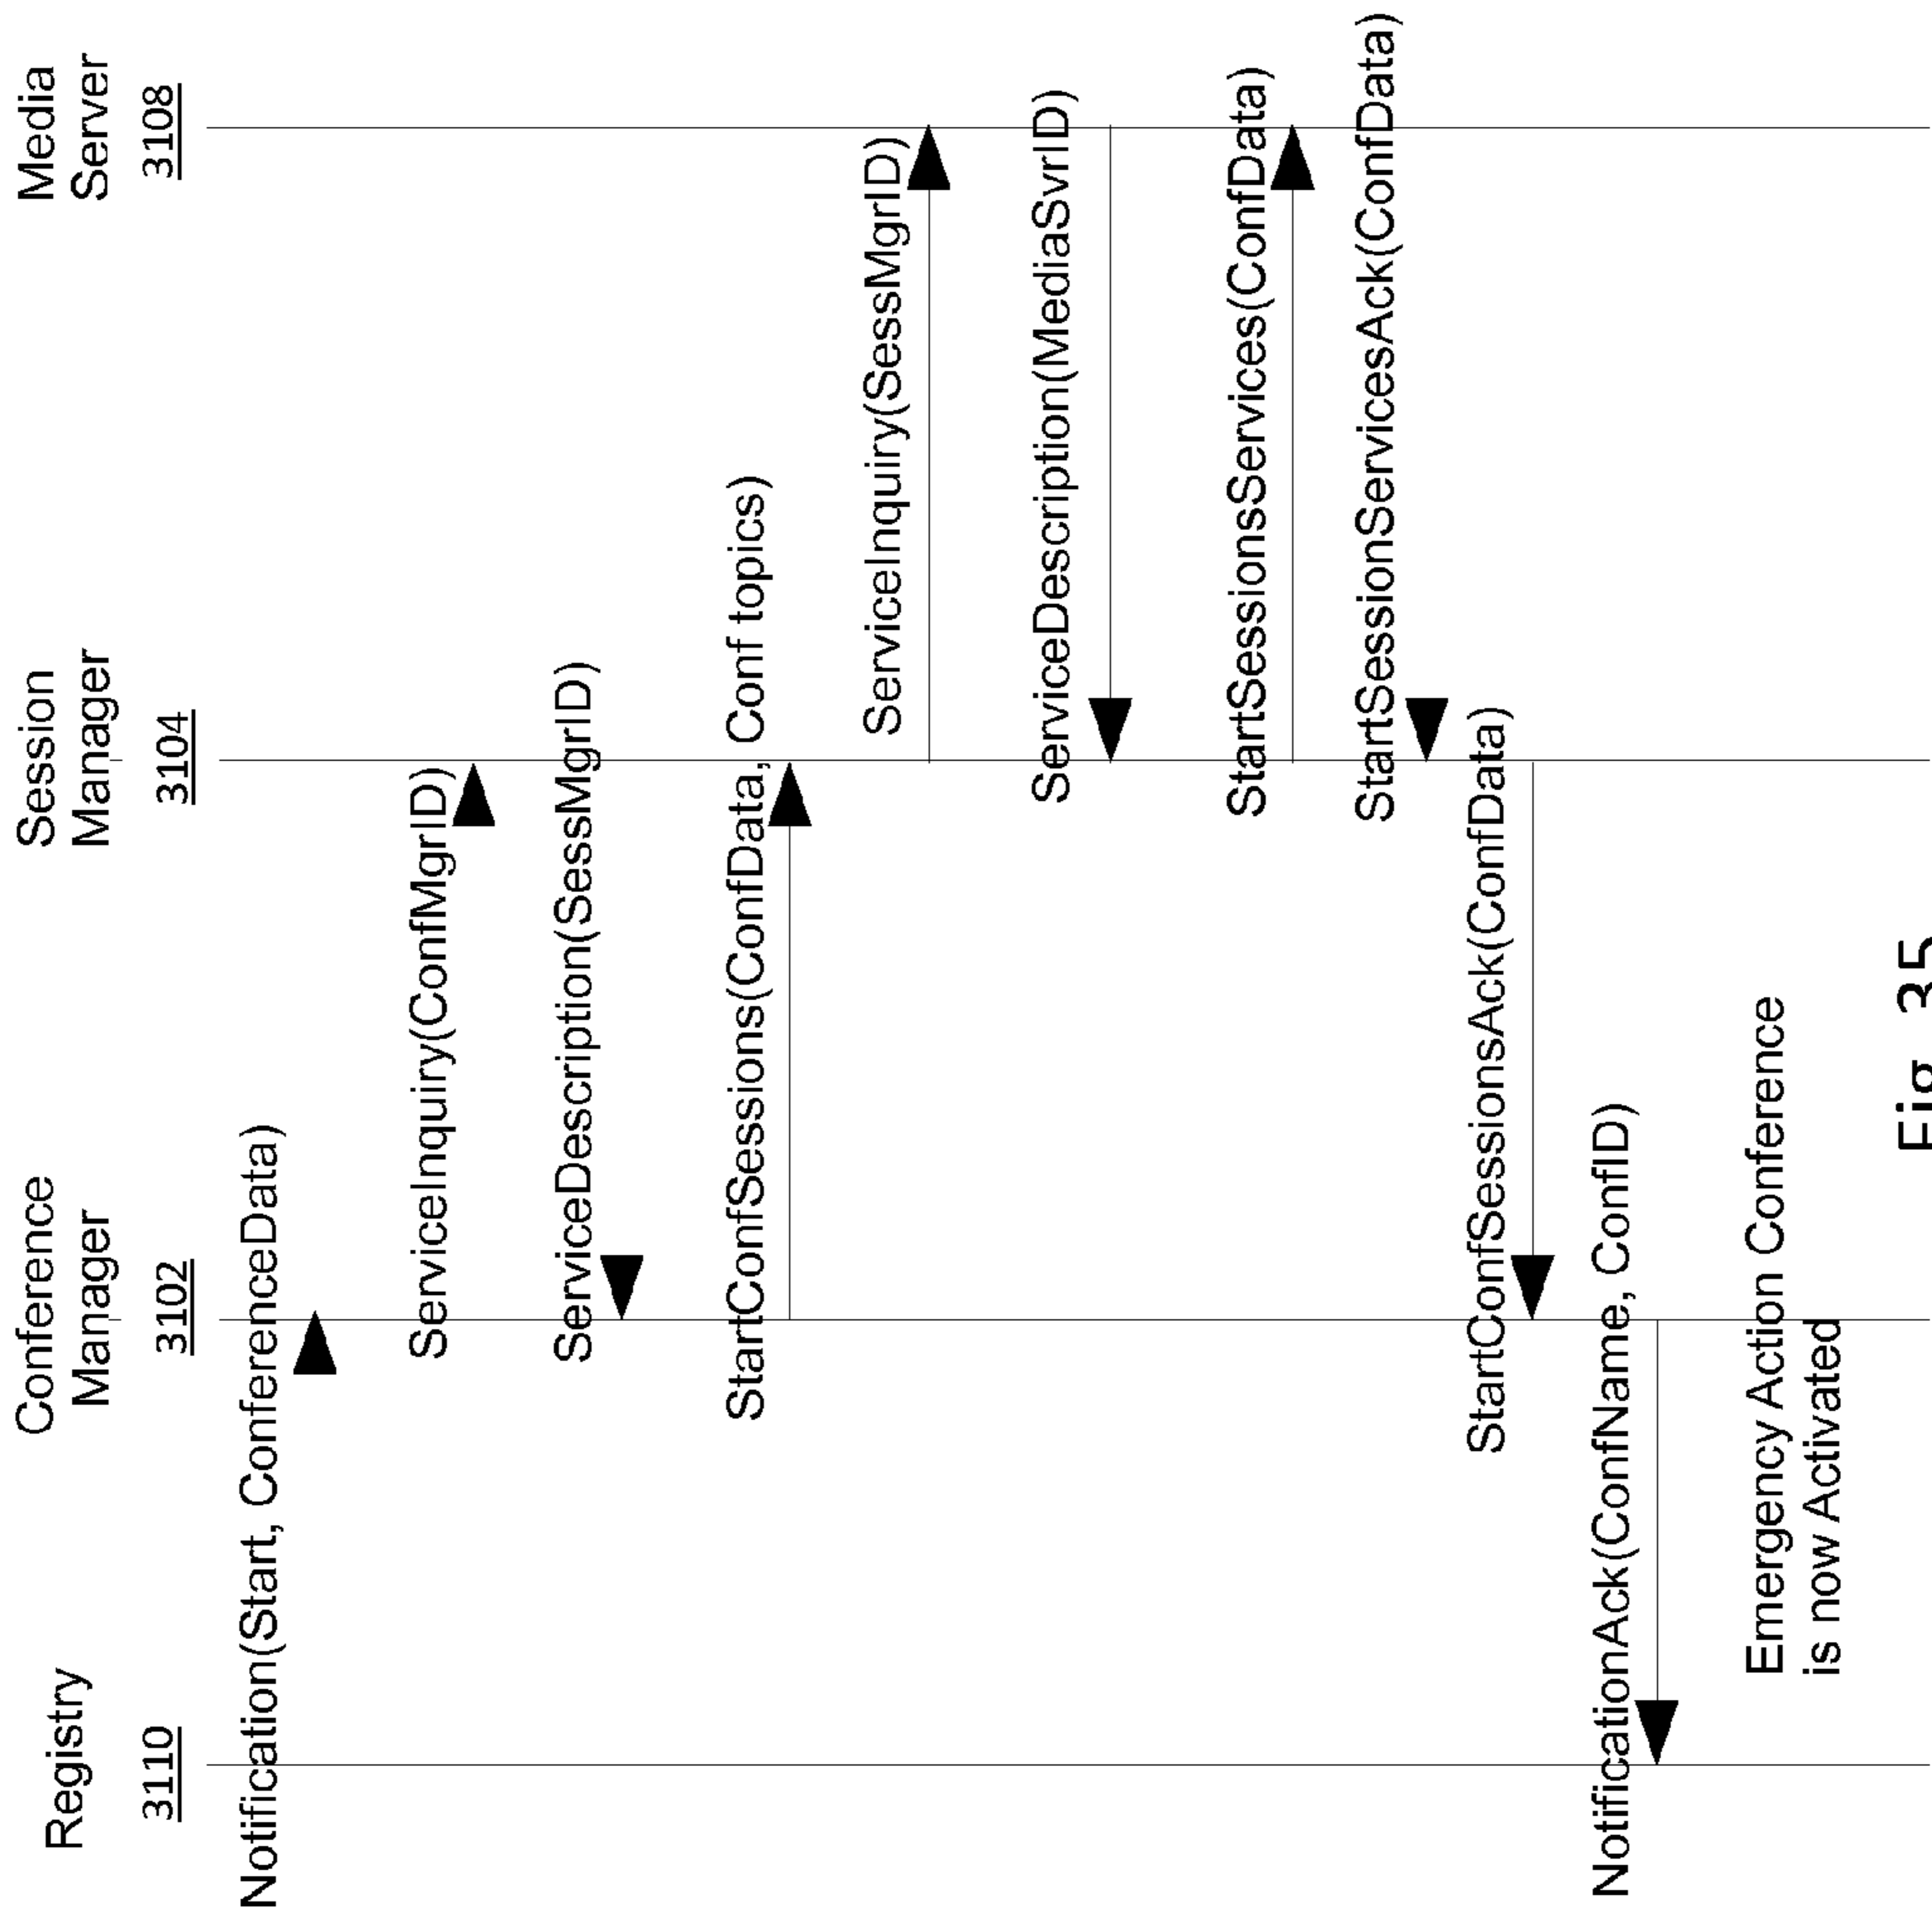 Registry
3110
Conference
Manager
3102
Session
Manager
3104
Media
Server
3108
Notification(Start, ConferenceData)
ServiceInquiry(ConfMgrID)
ServiceDescription(SessMgrID)
StartConfSessions(ConfData, Conf topics)
ServiceInquiry(SessMgrID)
ServiceDescription(MediaSvrID)
StartSessionsServices(ConfData)
StartSessionServicesAck(ConfData)
StartConfSessionsAck(ConfData)
NotificationAck(ConfName, ConfID)
Emergency Action Conference
is now Activated
Fig. 35